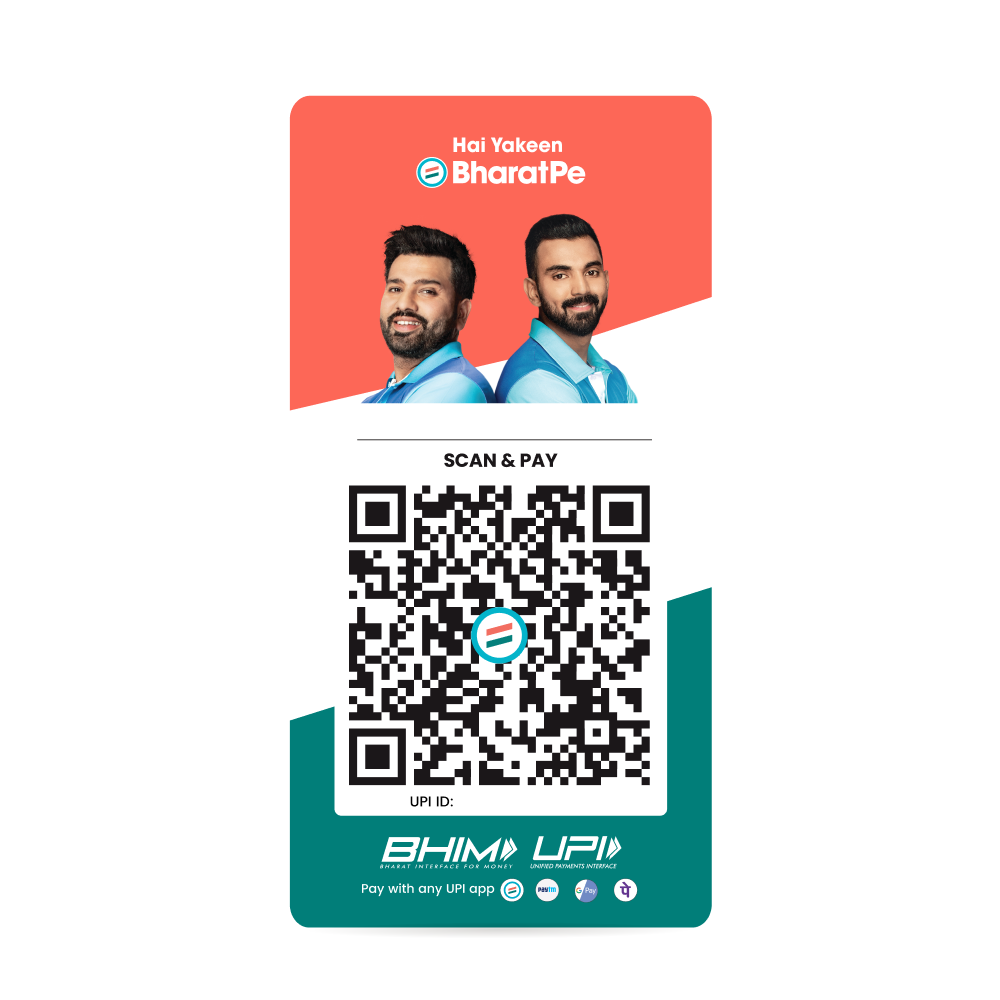 Hai Yakeen
BharatPe
SCAN & PAY
UPI ID:
BHIM UPI
BHARAT INTERFACE FOR MONEY UNIFIED PAYMENTS INTERFACE
Pay with any UPI app Paytm G Pay पे